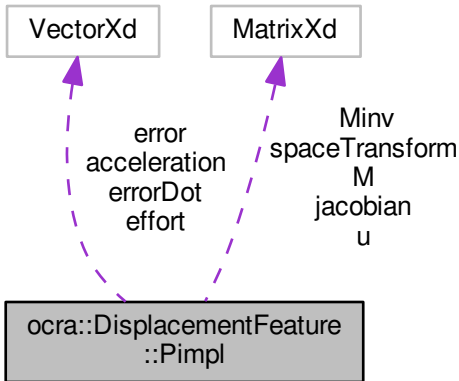 VectorXd
MatrixXd
error
acceleration
errorDot
effort
Minv
spaceTransform
M
jacobian
u
ocra::DisplacementFeature
::Pimpl